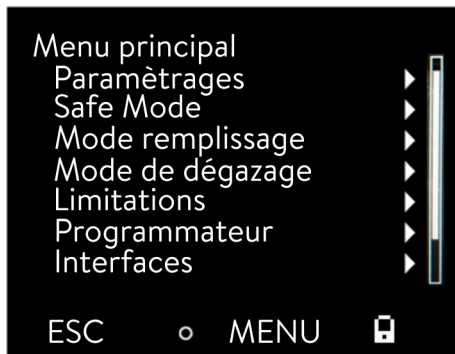 Menu principal
Paramètrages
Safe Mode
Mode remplissage
Mode de dégazage
Limitations
Programmateur
Interfaces
ESC MENU